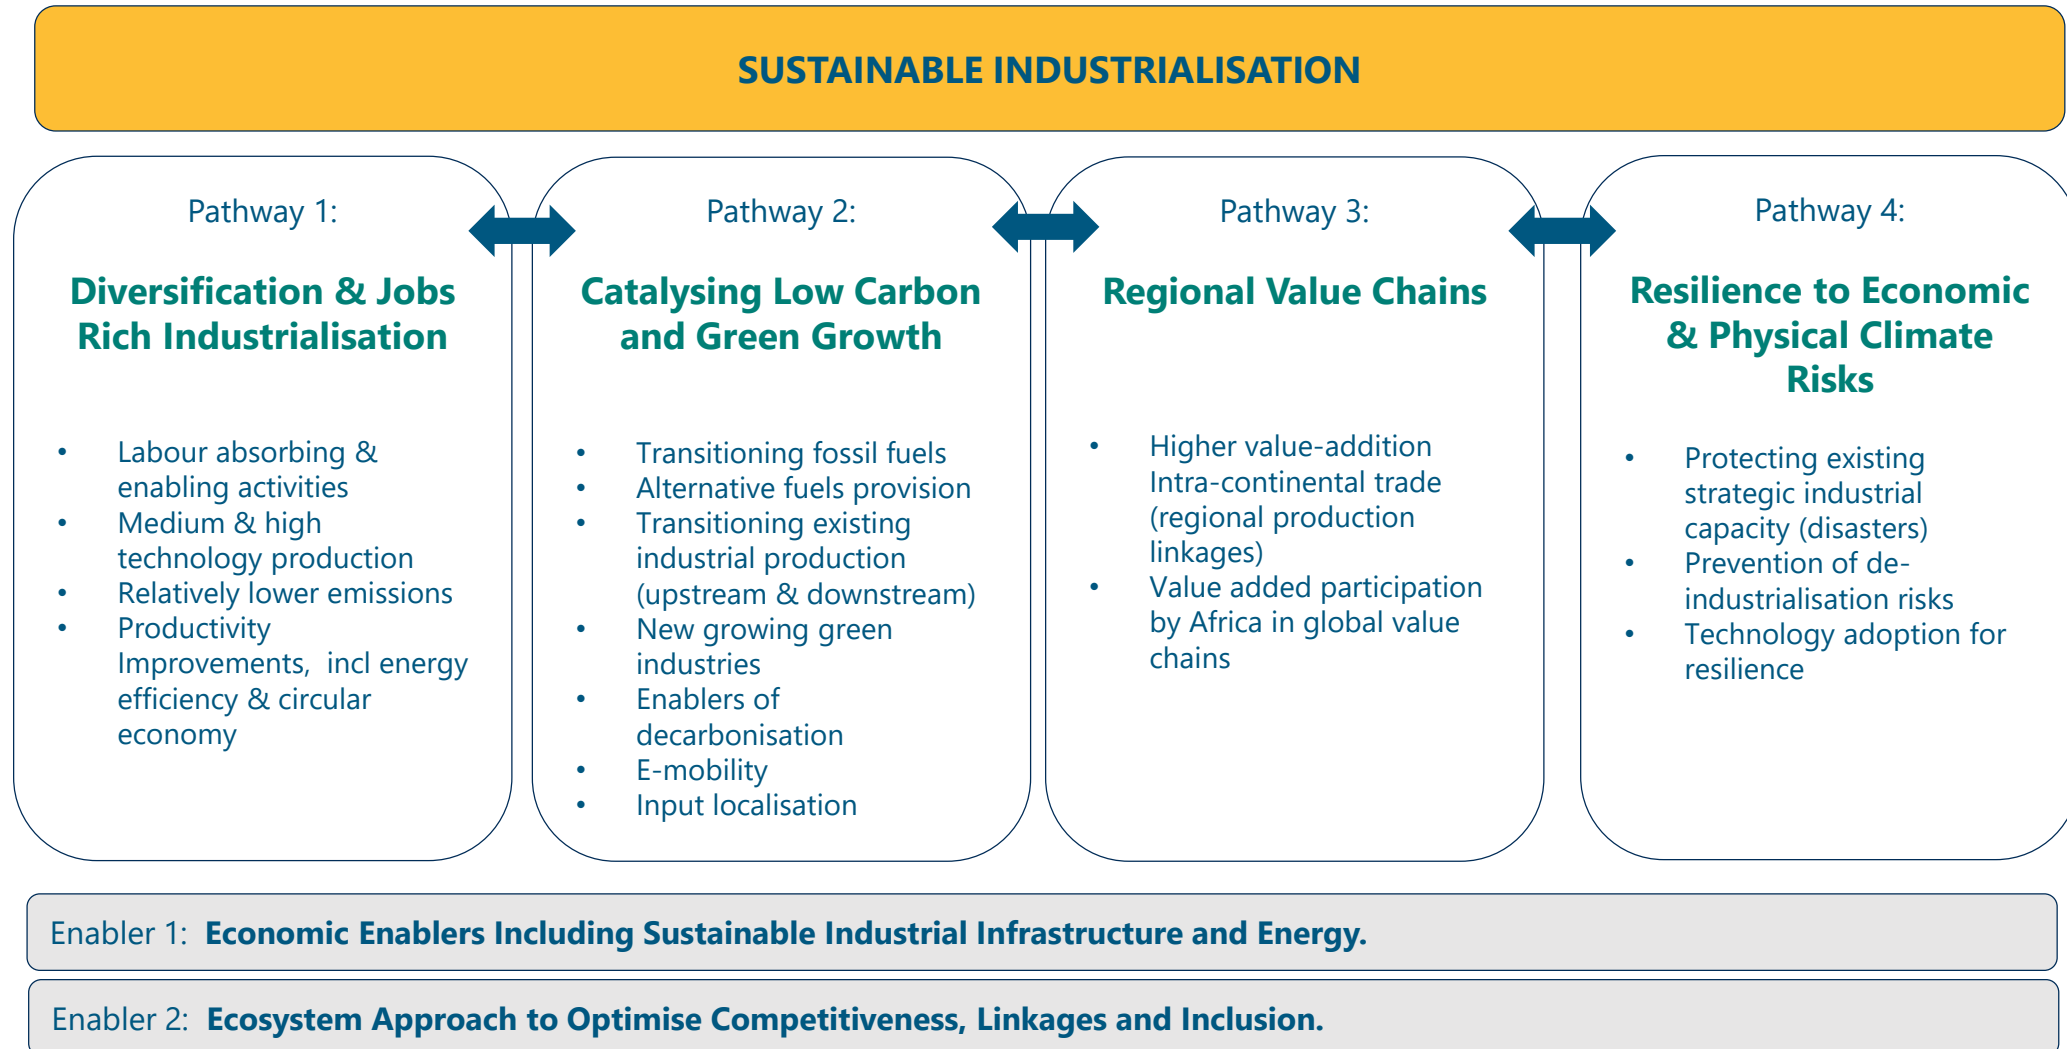 SUSTAINABLE INDUSTRIALISATION
Pathway 1:
Diversification & Jobs
Rich Industrialisation
• Labour absorbing &
enabling activities
• Medium & high
technology production
• Relatively lower emissions
• Productivity
Improvements, incl energy
efficiency & circular
economy
Pathway 2:
Catalysing Low Carbon
and Green Growth
• Transitioning fossil fuels
• Alternative fuels provision
• Transitioning existing
industrial production
(upstream & downstream)
• New growing green
industries
• Enablers of
decarbonisation
• E-mobility
• Input localisation
Pathway 3:
Regional Value Chains
• Higher value-addition
Intra-continental trade
(regional production
linkages)
• Value added participation
by Africa in global value
chains
Pathway 4:
Resilience to Economic
& Physical Climate
Risks
• Protecting existing
strategic industrial
capacity (disasters)
• Prevention of de-
industrialisation risks
• Technology adoption for
resilience
Enabler 1: Economic Enablers Including Sustainable Industrial Infrastructure and Energy.
Enabler 2: Ecosystem Approach to Optimise Competitiveness, Linkages and Inclusion.